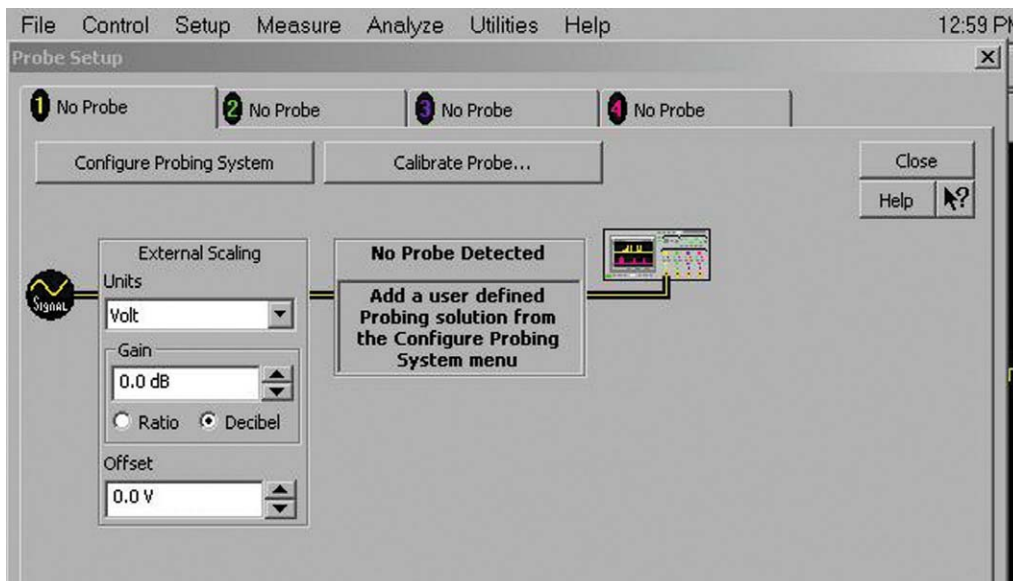 File Control Setup Measure Analyze Utilities Help 12:59 PM
Probe Setup
1 No Probe 2 No Probe 3 No Probe 4 No Probe
Configure Probing System Calibrate Probe... Close
Help
External Scaling
Units
Volt
Gain
0.0 dB
Ratio Decibel
Offset
0.0 V
Signal
No Probe Detected
Add a user defined
Probing solution from
the Configure Probing
System menu